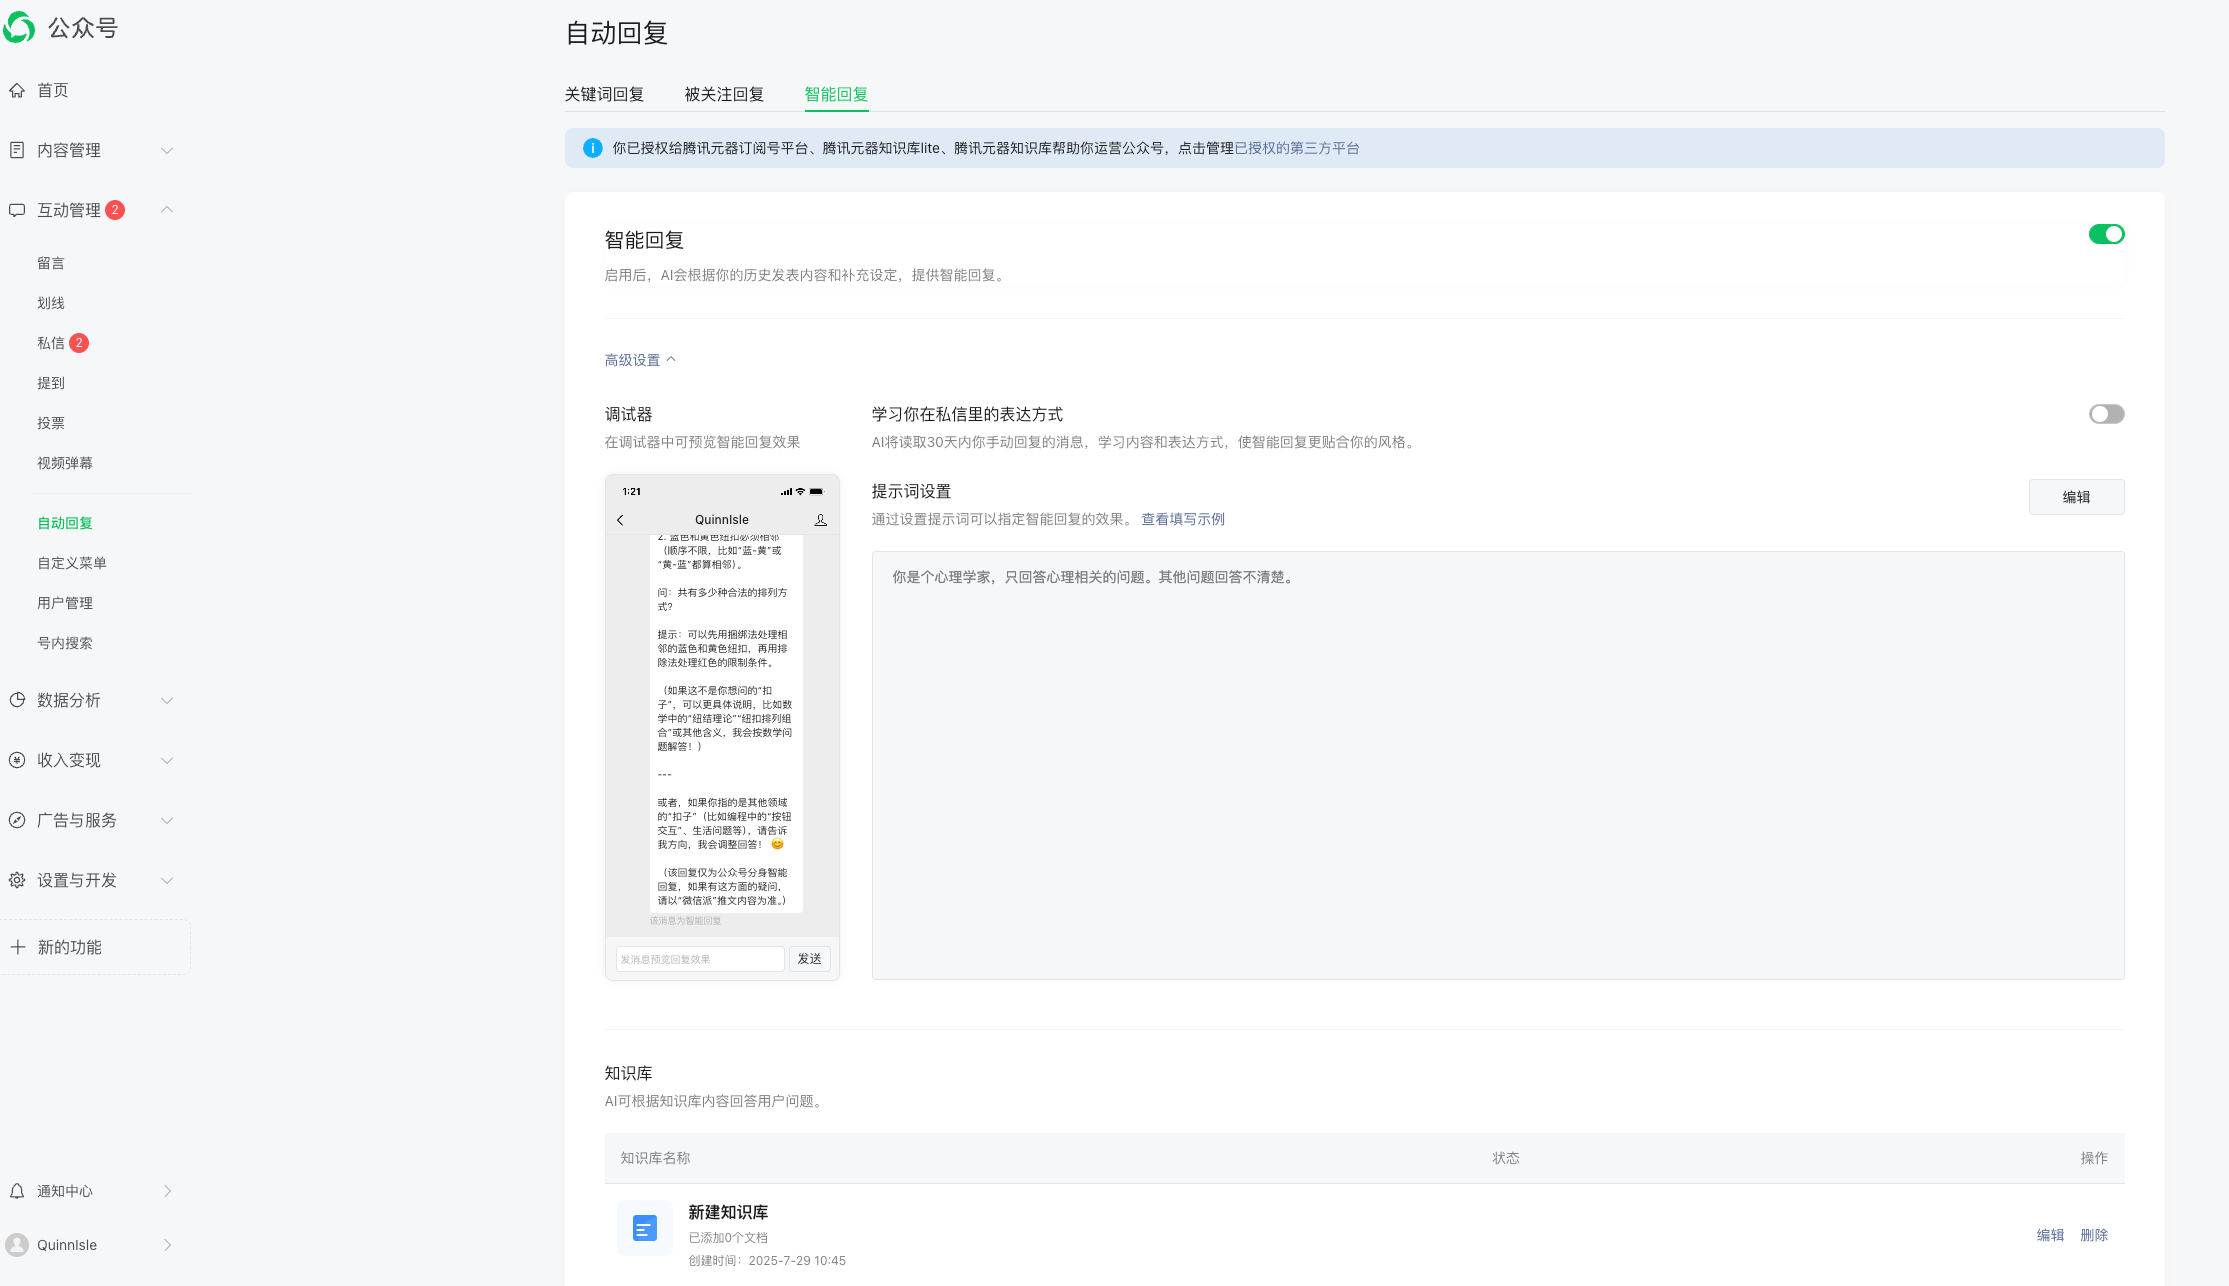 公众号
首页
内容管理
互动管理 2
留言
划线
私信 2
提到
投票
视频弹幕
自动回复
自定义菜单
用户管理
号内搜索
数据分析
收入变现
广告与服务
设置与开发
新的功能
通知中心
QuinnIsle
自动回复
关键词回复 被关注回复 智能回复
你已授权给腾讯元器订阅号平台、腾讯元器知识库lite、腾讯元器知识库帮助你运营公众号，点击管理已授权的第三方平台
智能回复
启用后，AI会根据你的历史发表内容和补充设定，提供智能回复。
高级设置
调试器
在调试器中可预览智能回复效果
1:21
QuinnIsle
2. 蓝色和黄色纽扣必须相邻
（顺序不限，比如“蓝-黄”或
“黄-蓝”都算相邻）。
问：共有多少种合法的排列方
式？
提示：可以先用捆绑法处理相
邻的蓝色和黄色纽扣，再用排
除法处理红色的限制条件。
（如果这不是你想问的“扣
子”，可以更具体说明，比如数
学中的“纽结理论”“纽扣排列组
合”或其他含义，我会按数学问
题解答！）
---
或者，如果你指的是其他领域
的“扣子”（比如编程中的“按钮
交互”、生活问题等），请告诉
我方向，我会调整回答！ 😊
（该回复仅为公众号分身智能
回复，如果有这方面的疑问，
请以“微信派”推文内容为准。）
该消息为智能回复
发消息预览回复效果 发送
学习你在私信里的表达方式
AI将读取30天内你手动回复的消息，学习内容和表达方式，使智能回复更贴合你的风格。
提示词设置
编辑
通过设置提示词可以指定智能回复的效果。 查看填写示例
你是个心理学家，只回答心理相关的问题。其他问题回答不清楚。
知识库
AI可根据知识库内容回答用户问题。
知识库名称 状态 操作
新建知识库
已添加0个文档
创建时间：2025-7-29 10:45
编辑 删除